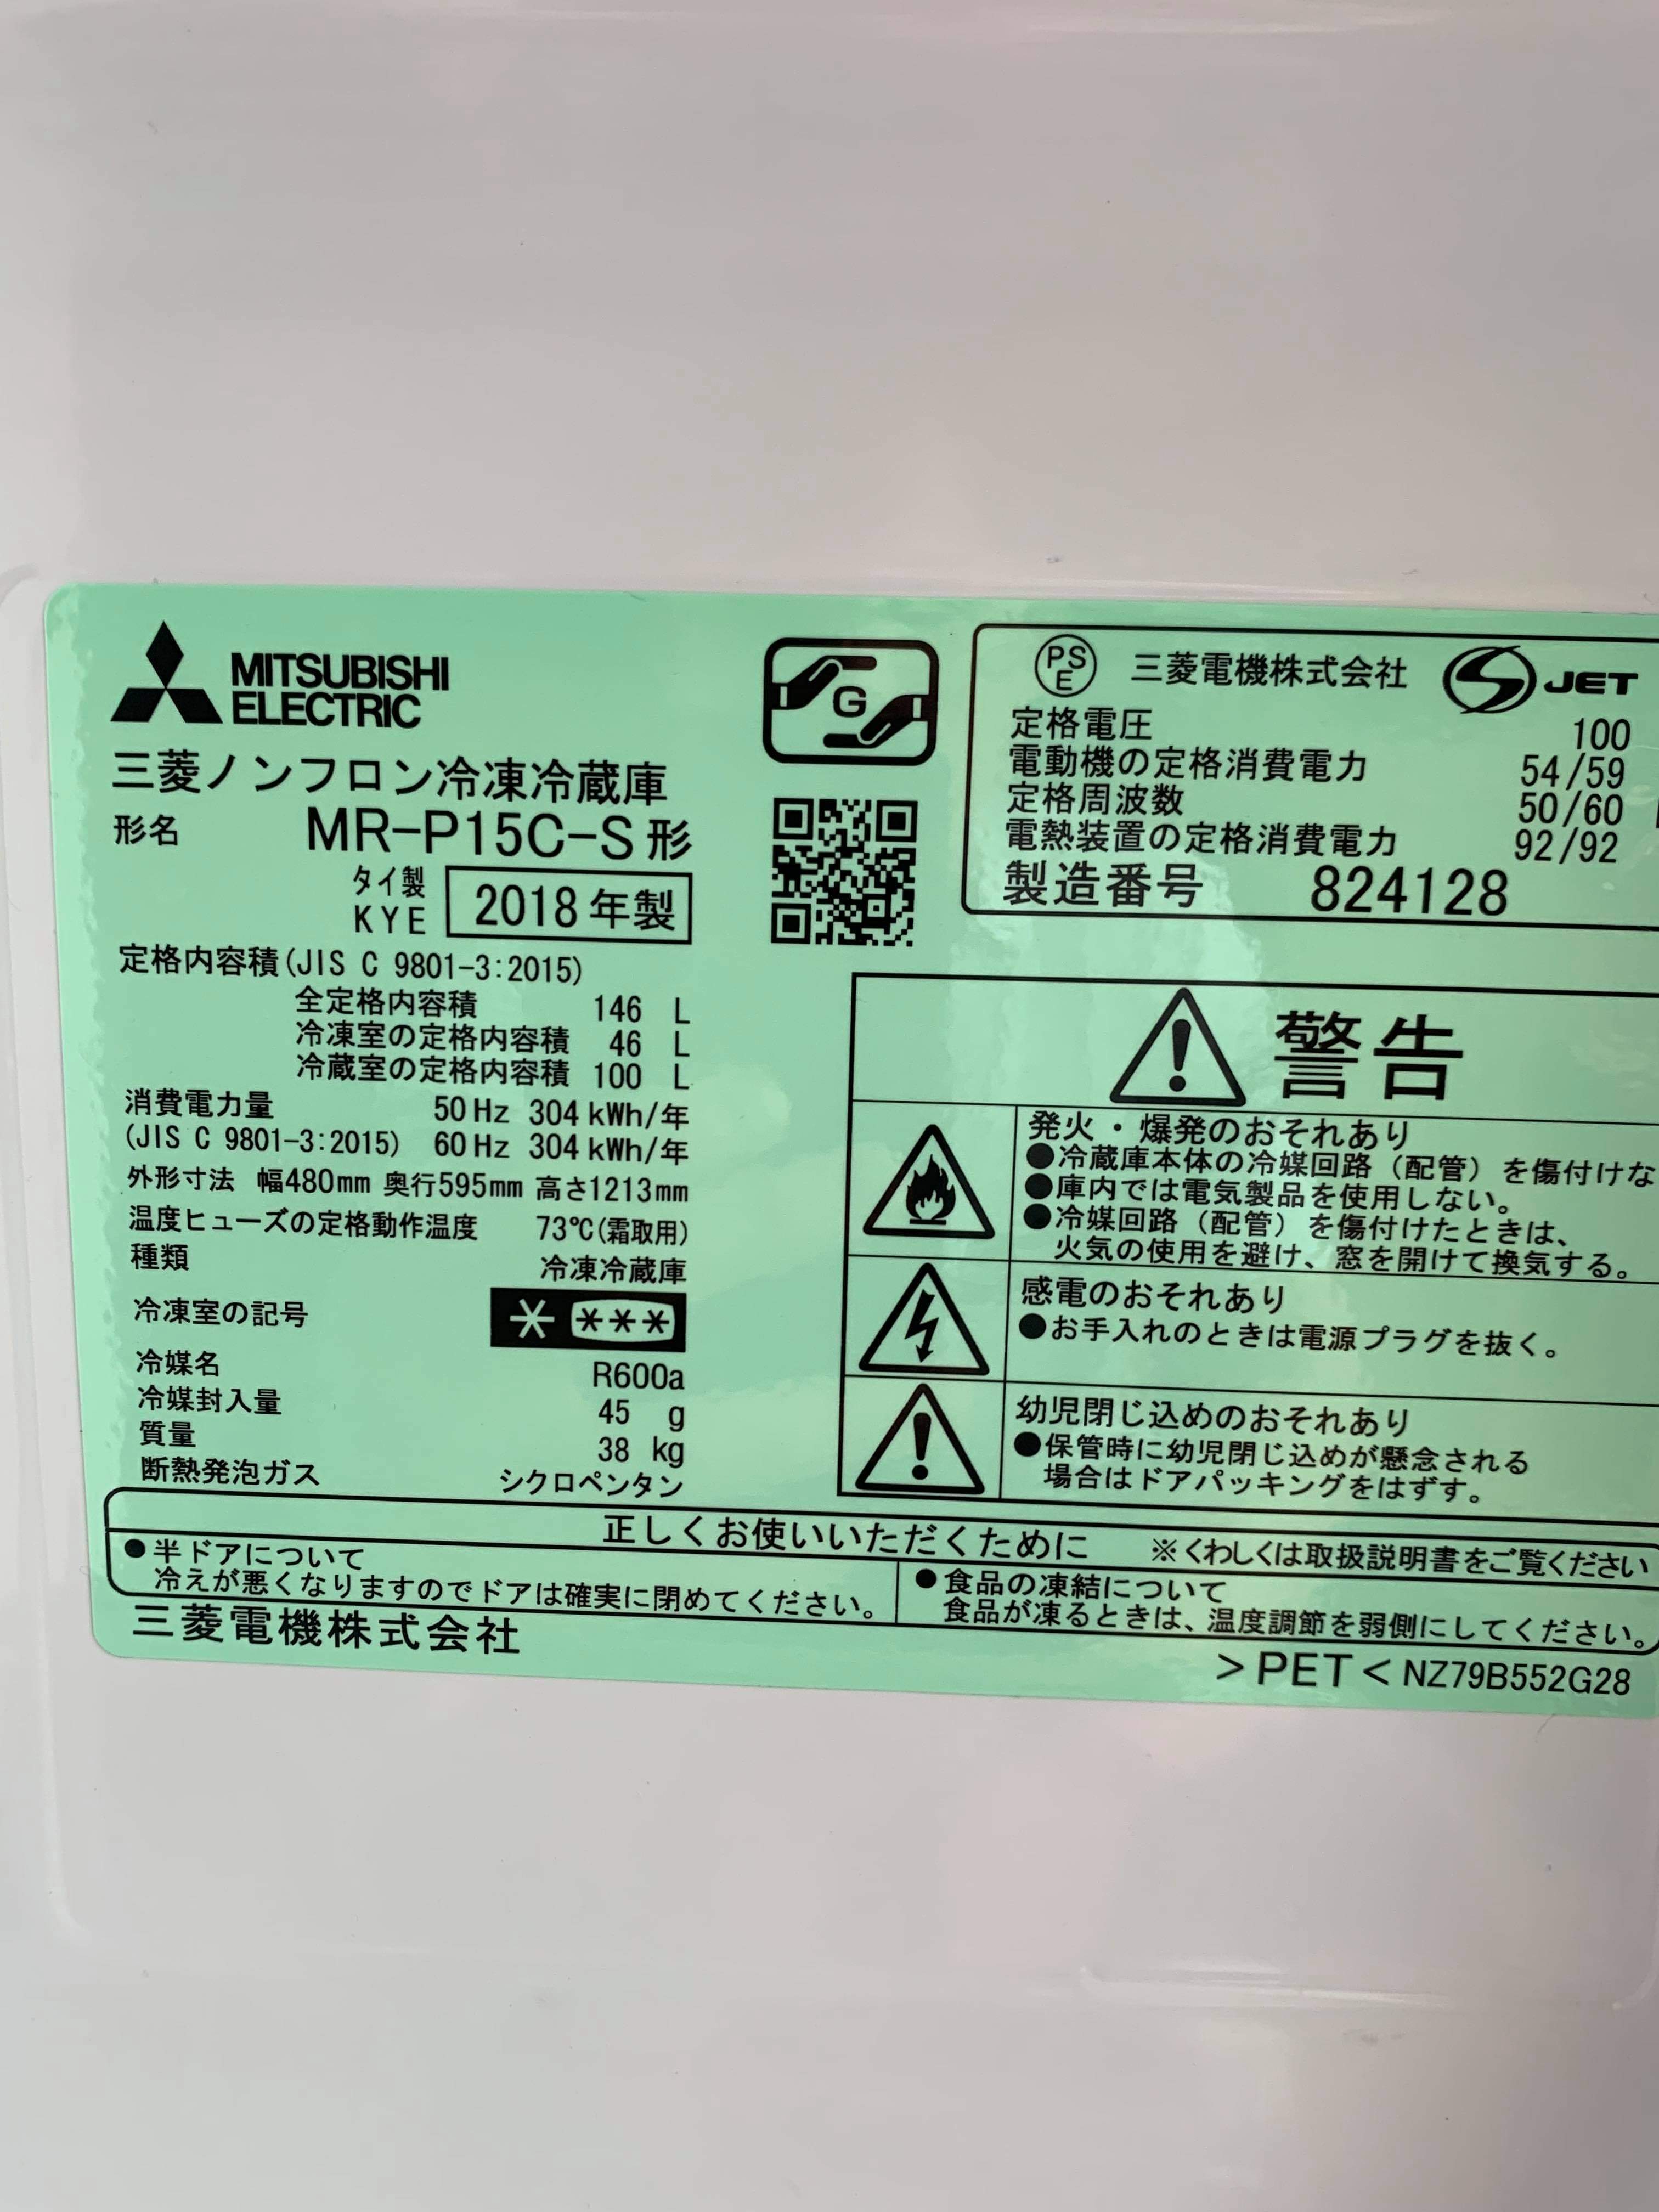 MITSUBISHI
ELECTRIC
三菱ノンフロン冷凍冷蔵庫
形名 MR-P15C-S形
タイ製
KYE 2018年製
定格内容積(JIS C 9801-3:2015)
全定格内容積 146 L
冷凍室の定格内容積 46 L
冷蔵室の定格内容積 100 L
消費電力量 50Hz 304kWh/年
(JIS C 9801-3:2015) 60Hz 304kWh/年
外形寸法 幅480mm 奥行595mm 高さ1213mm
温度ヒューズの定格動作温度 73℃(霜取用)
種類 冷凍冷蔵庫
冷凍室の記号 * ***
冷媒名 R600a
冷媒封入量 45 g
質量 38 kg
断熱発泡ガス シクロペンタン
G
PS
E 三菱電機株式会社 S JET
定格電圧 100
電動機の定格消費電力 54/59
定格周波数 50/60
電熱装置の定格消費電力 92/92
製造番号 824128
警告
発火・爆発のおそれあり
●冷蔵庫本体の冷媒回路(配管)を傷付けな
●庫内では電気製品を使用しない。
●冷媒回路(配管)を傷付けたときは、
火気の使用を避け、窓を開けて換気する。
感電のおそれあり
●お手入れのときは電源プラグを抜く。
幼児閉じ込めのおそれあり
●保管時に幼児閉じ込めが懸念される
場合はドアパッキングをはずす。
正しくお使いいただくために ※くわしくは取扱説明書をご覧ください
●半ドアについて
冷えが悪くなりますのでドアは確実に閉めてください。
●食品の凍結について
食品が凍るときは、温度調節を弱側にしてください。
三菱電機株式会社
>PET< NZ79B552G28